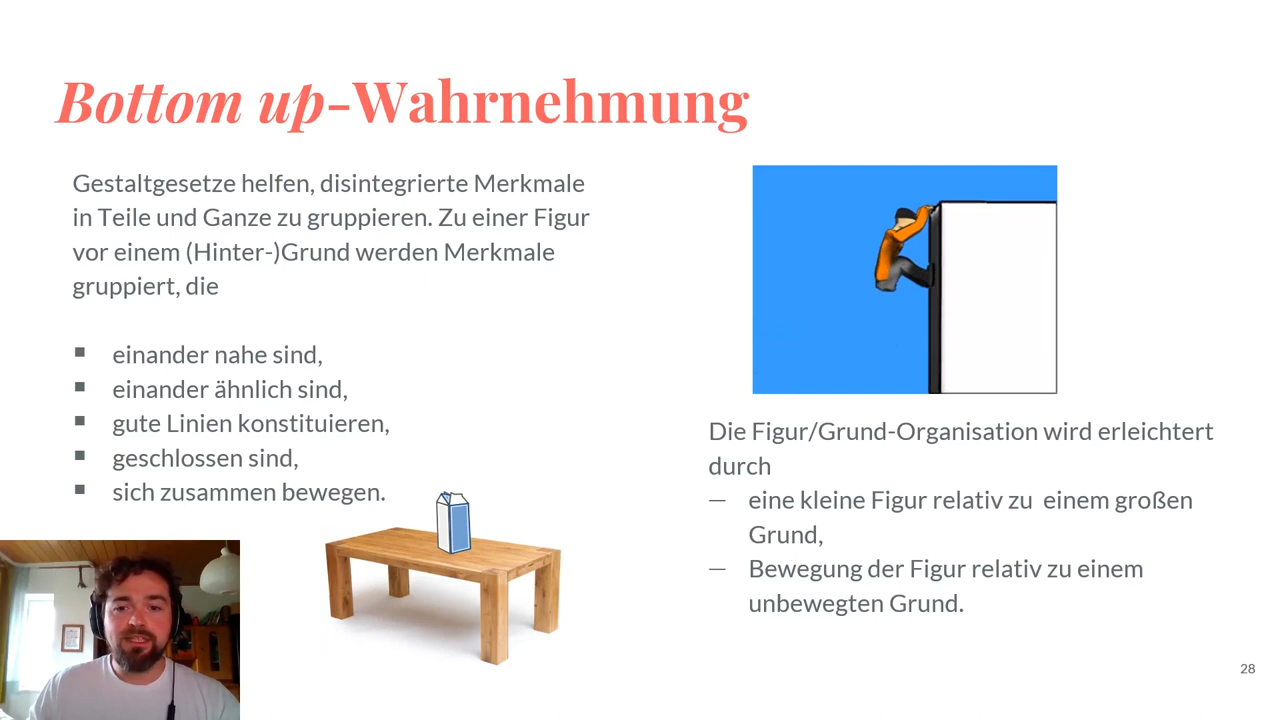 Bottom up-Wahrnehmung
Gestaltgesetze helfen, disintegrierte Merkmale
in Teile und Ganze zu gruppieren. Zu einer Figur
vor einem (Hinter-)Grund werden Merkmale
gruppiert, die
▪ einander nahe sind,
▪ einander ähnlich sind,
▪ gute Linien konstituieren,
▪ geschlossen sind,
▪ sich zusammen bewegen.
Die Figur/Grund-Organisation wird erleichtert
durch
— eine kleine Figur relativ zu einem großen
Grund,
— Bewegung der Figur relativ zu einem
unbewegten Grund.
28